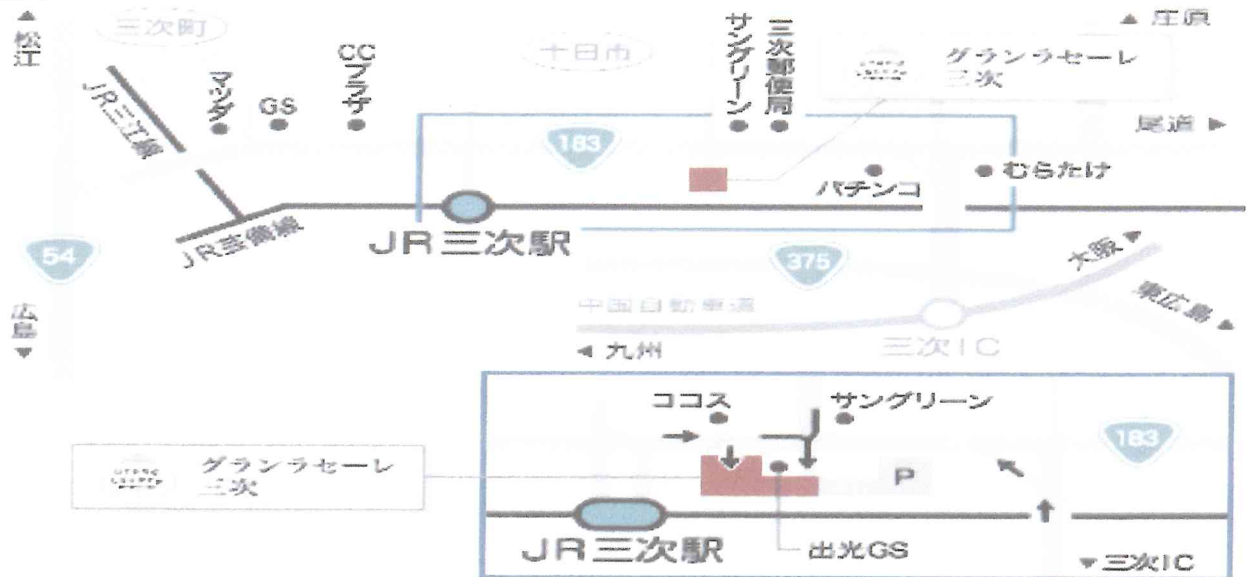 ▲
松江
三次町
マツダ
GS
CCプラザ
十日市
サングリーン
三次郵便局
グランラセーレ
三次
▲ 庄原
尾道 ▶
183
JR三江線
パチンコ
むらたけ
JR三次駅
JR芸備線
54
広島
▼
375
大阪▲
東広島▲
中国自動車道
◀ 九州
三次IC
ココス
サングリーン
183
グランラセーレ
三次
P
JR三次駅
出光GS
▼三次IC